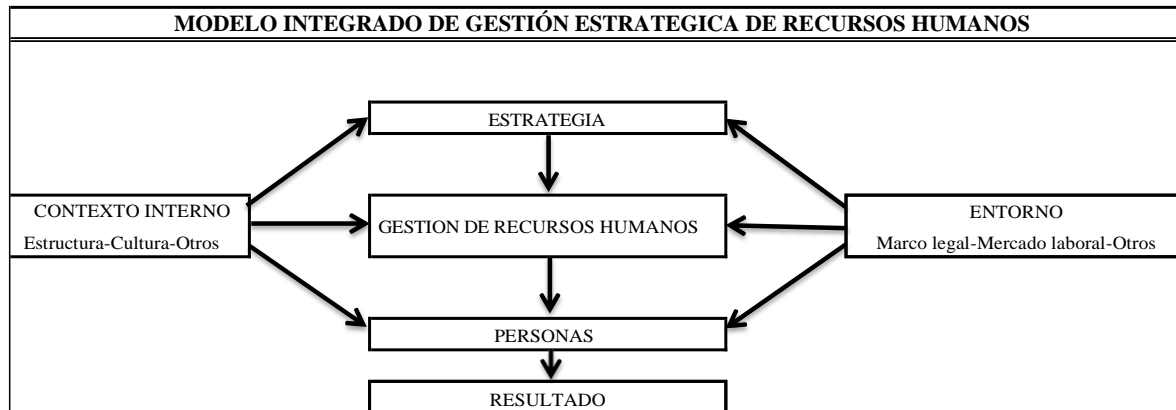 MODELO INTEGRADO DE GESTIÓN ESTRATEGICA DE RECURSOS HUMANOS
ESTRATEGIA
CONTEXTO INTERNO
Estructura-Cultura-Otros
GESTION DE RECURSOS HUMANOS
ENTORNO
Marco legal-Mercado laboral-Otros
PERSONAS
RESULTADO